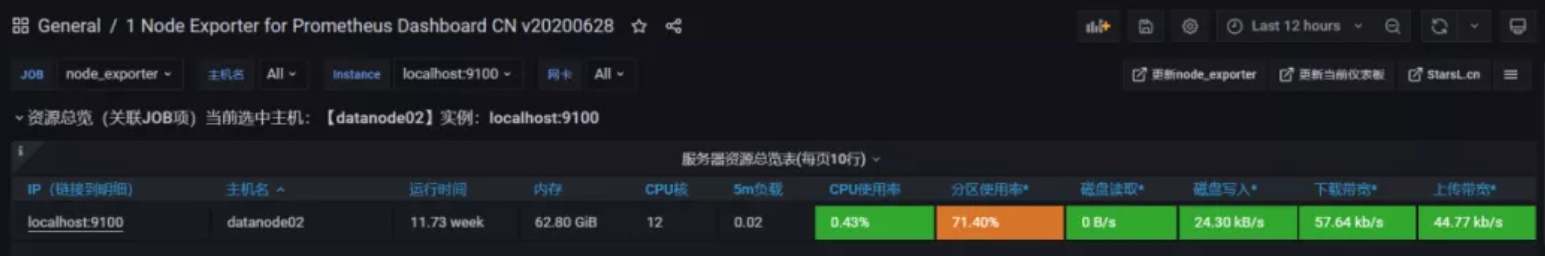 General / 1 Node Exporter for Prometheus Dashboard CN v20200628 Last 12 hours
JOB node_exporter 主机名 All Instance localhost:9100 网卡 All 更新node_exporter 更新当前仪表板 StarsL.cn
资源总览（关联JOB项）当前选中主机：【datanode02】实例：localhost:9100
i
服务器资源总览表(每页10行)
IP（链接到明细） 主机名 运行时间 内存 CPU核 5m负载 CPU使用率 分区使用率* 磁盘读取* 磁盘写入* 下载带宽* 上传带宽*
localhost:9100 datanode02 11.73 week 62.80 GiB 12 0.02 0.43% 71.40% 0 B/s 24.30 kB/s 57.64 kb/s 44.77 kb/s